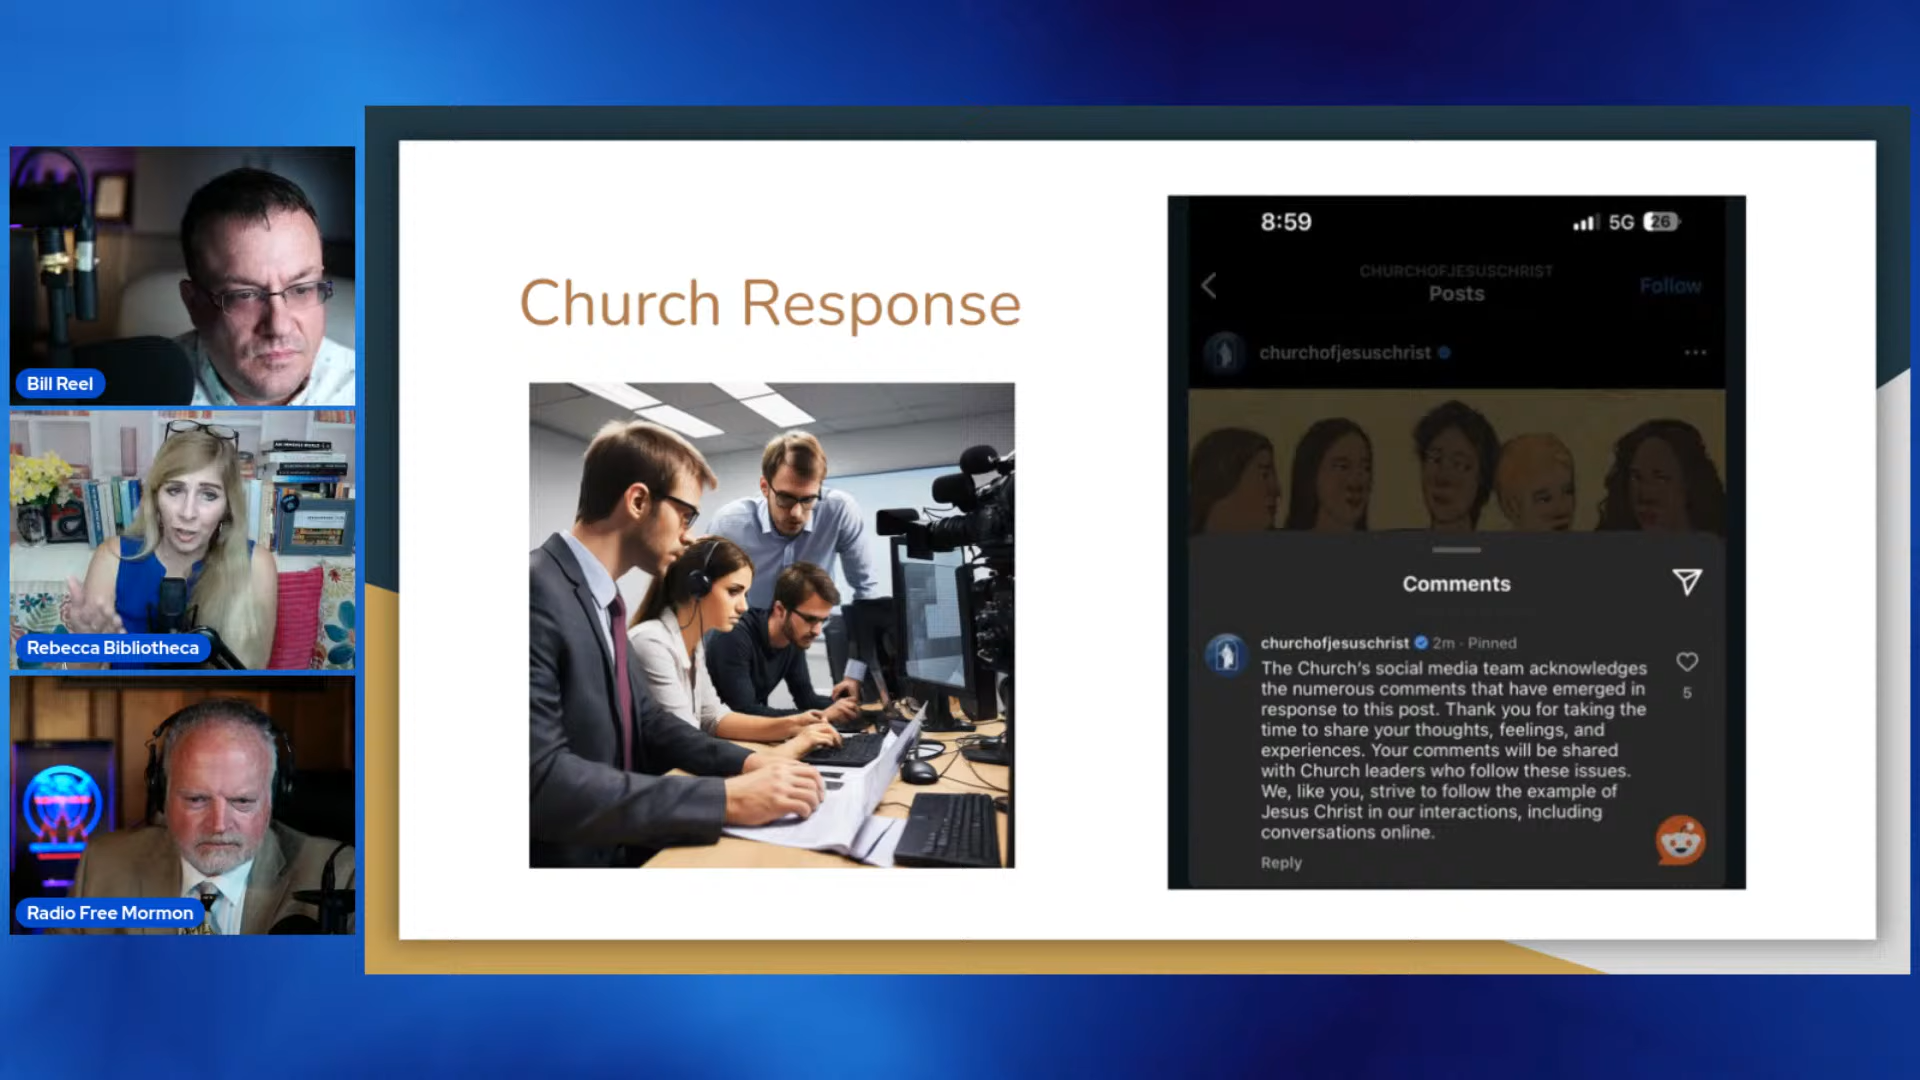 Bill Reel
Rebecca Bibliotheca
Radio Free Mormon
Church Response
8:59
5G
26
CHURCHOFJESUSCHRIST
Posts
Follow
churchofjesuschrist
Comments
churchofjesuschrist 2m · Pinned
The Church's social media team acknowledges
the numerous comments that have emerged in
response to this post. Thank you for taking the
time to share your thoughts, feelings, and
experiences. Your comments will be shared
with Church leaders who follow these issues.
We, like you, strive to follow the example of
Jesus Christ in our interactions, including
conversations online.
5
Reply